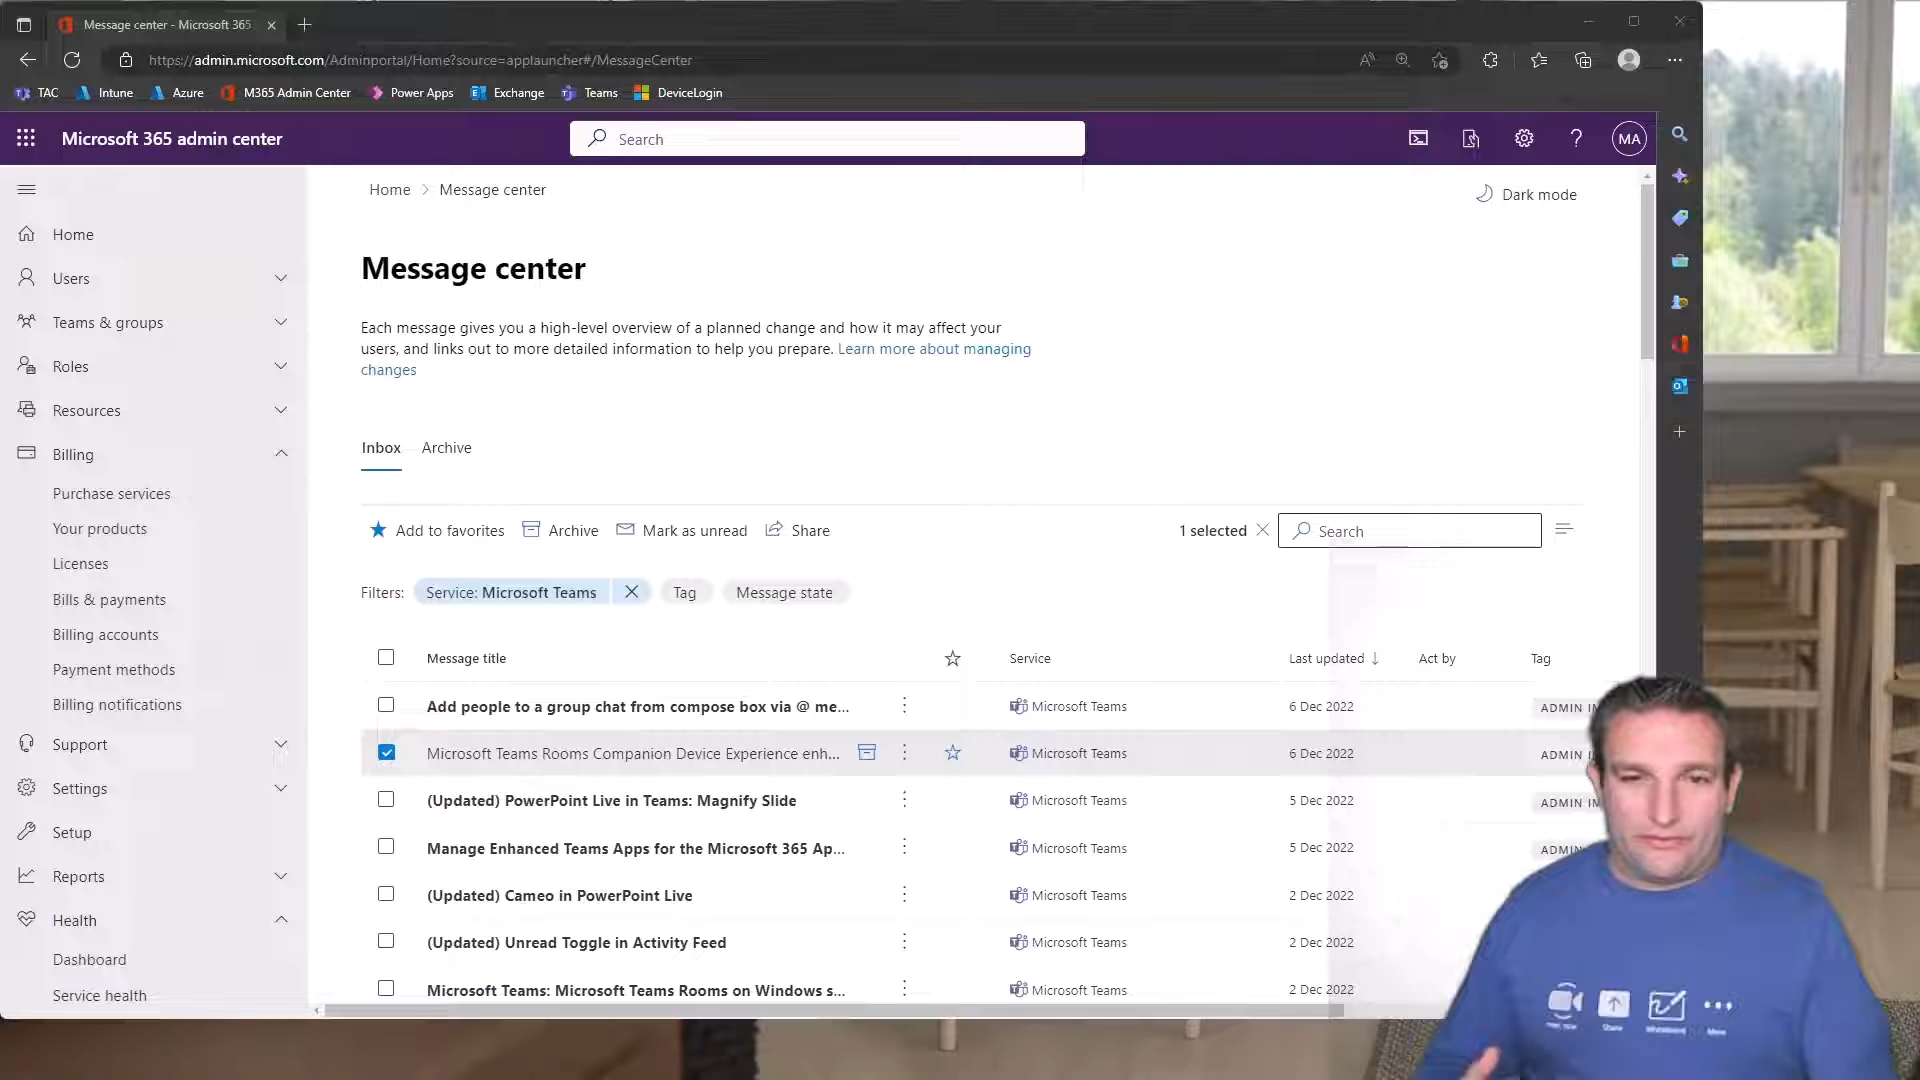 Message center - Microsoft 365
https://admin.microsoft.com/Adminportal/Home?source=applauncher#/MessageCenter
TAC Intune Azure M365 Admin Center Power Apps Exchange Teams DeviceLogin
Microsoft 365 admin center
Search
MA
Home > Message center
Dark mode
Home
Users
Teams & groups
Roles
Resources
Billing
Purchase services
Your products
Licenses
Bills & payments
Billing accounts
Payment methods
Billing notifications
Support
Settings
Setup
Reports
Health
Dashboard
Service health
Message center
Each message gives you a high-level overview of a planned change and how it may affect your
users, and links out to more detailed information to help you prepare. Learn more about managing
changes
Inbox Archive
Add to favorites Archive Mark as unread Share 1 selected Search
Filters: Service: Microsoft Teams Tag Message state
Message title Service Last updated Act by Tag
Add people to a group chat from compose box via @ me... Microsoft Teams 6 Dec 2022 ADMIN IM
Microsoft Teams Rooms Companion Device Experience enh... Microsoft Teams 6 Dec 2022 ADMIN IM
(Updated) PowerPoint Live in Teams: Magnify Slide Microsoft Teams 5 Dec 2022 ADMIN IM
Manage Enhanced Teams Apps for the Microsoft 365 Ap... Microsoft Teams 5 Dec 2022 ADMIN
(Updated) Cameo in PowerPoint Live Microsoft Teams 2 Dec 2022
(Updated) Unread Toggle in Activity Feed Microsoft Teams 2 Dec 2022
Microsoft Teams: Microsoft Teams Rooms on Windows s... Microsoft Teams 2 Dec 2022